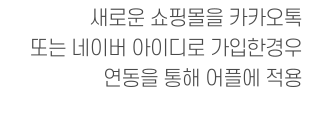 새로운 쇼핑몰을 카카오톡
또는 네이버 아이디로 가입한경우
연동을 통해 어플에 적용